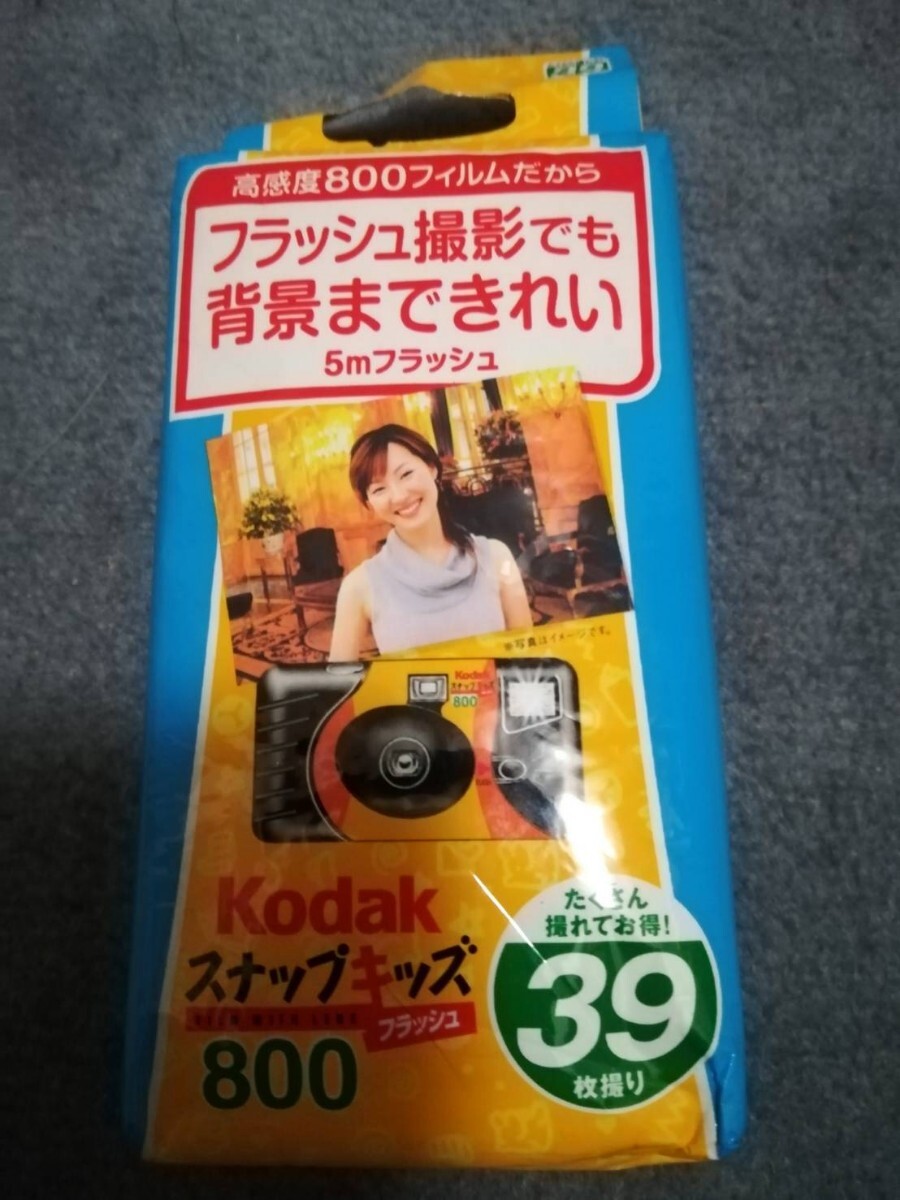 高感度800フィルムだから
フラッシュ撮影でも
背景まできれい
5mフラッシュ
※写真はイメージです。
Kodak
スナップキッズ
800
Kodak
スナップキッズ
FILM WITH LENS
フラッシュ
800
たくさん
撮れてお得!
39
枚撮り